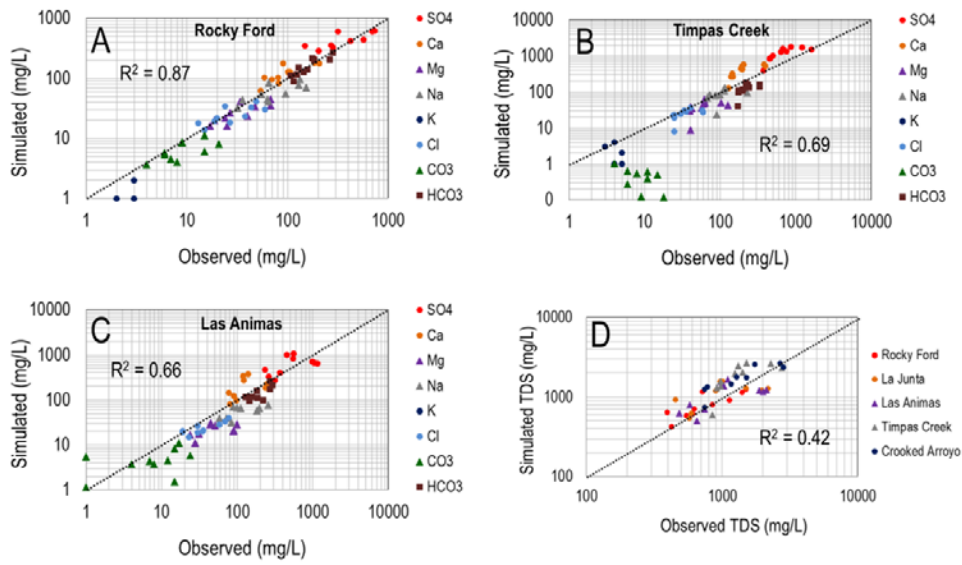 A
Rocky Ford
R² = 0.87
Simulated (mg/L)
1000
100
10
1
1
10
100
1000
Observed (mg/L)
SO4
Ca
Mg
Na
K
Cl
CO3
HCO3
B
Timpas Creek
R² = 0.69
Simulated (mg/L)
10000
1000
100
10
1
0
1
10
100
1000
10000
Observed (mg/L)
SO4
Ca
Mg
Na
K
Cl
CO3
HCO3
C
Las Animas
R² = 0.66
Simulated (mg/L)
10000
1000
100
10
1
1
10
100
1000
10000
Observed (mg/L)
SO4
Ca
Mg
Na
K
Cl
CO3
HCO3
D
R² = 0.42
Simulated TDS (mg/L)
10000
1000
100
100
1000
10000
Observed TDS (mg/L)
Rocky Ford
La Junta
Las Animas
Timpas Creek
Crooked Arroyo